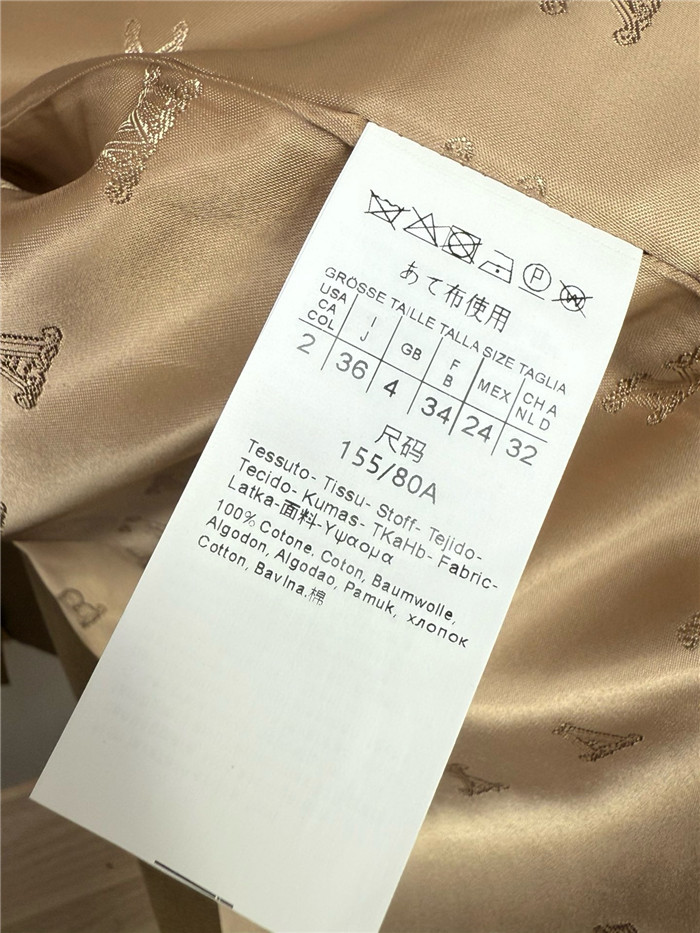 あて布使用
GRÖSSE TAILLE TALLA SIZE TAGLIA
USA CA COL I J GB F B MEX CH A NL D
2 36 4 34 24 32
尺码
155/80A
Tessuto- Tissu- Stoff- Tejido-
Tecido- Kumas- TKaHb- Fabric-
Latka-面料-Υψαομα
100% Cotone, Coton, Baumwolle,
Algodon, Algodao, Pamuk, хлопок
Cotton, Bavlna.棉